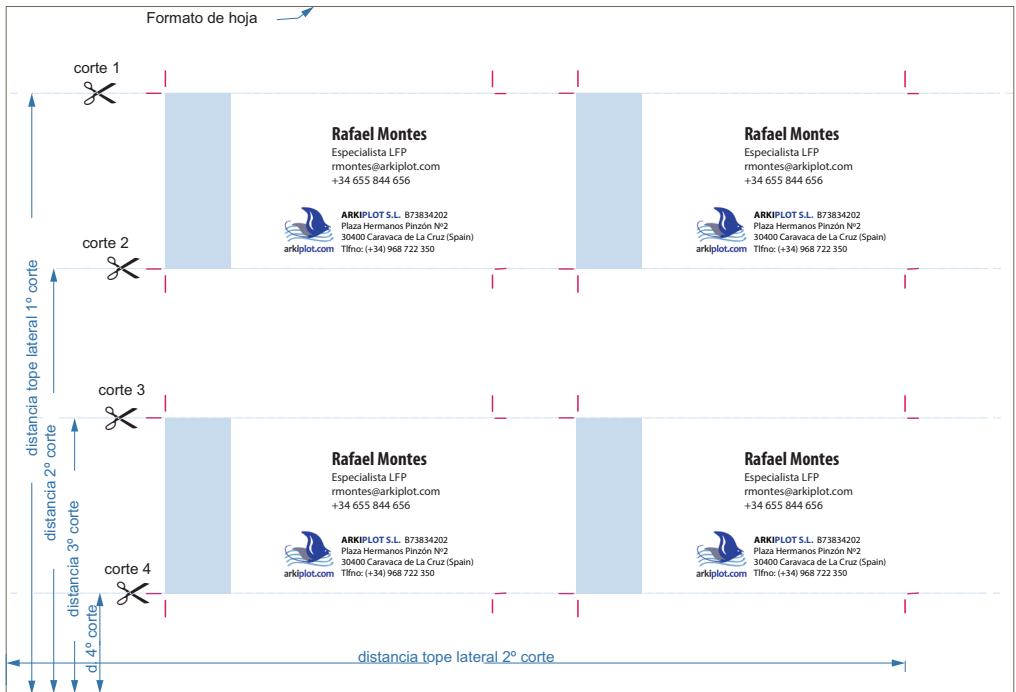 Formato de hoja
corte 1
Rafael Montes
Especialista LFP
rmontes@arkiplot.com
+34 655 844 656
ARKIPLOT S.L. B73834202
Plaza Hermanos Pinzón Nº2
30400 Caravaca de La Cruz (Spain)
arkiplot.com Tlfno: (+34) 968 722 350
Rafael Montes
Especialista LFP
rmontes@arkiplot.com
+34 655 844 656
ARKIPLOT S.L. B73834202
Plaza Hermanos Pinzón Nº2
30400 Caravaca de La Cruz (Spain)
arkiplot.com Tlfno: (+34) 968 722 350
corte 2
distancia tope lateral 1º corte
distancia 2º corte
distancia 3º corte
d. 4º corte
corte 3
Rafael Montes
Especialista LFP
rmontes@arkiplot.com
+34 655 844 656
ARKIPLOT S.L. B73834202
Plaza Hermanos Pinzón Nº2
30400 Caravaca de La Cruz (Spain)
arkiplot.com Tlfno: (+34) 968 722 350
Rafael Montes
Especialista LFP
rmontes@arkiplot.com
+34 655 844 656
ARKIPLOT S.L. B73834202
Plaza Hermanos Pinzón Nº2
30400 Caravaca de La Cruz (Spain)
arkiplot.com Tlfno: (+34) 968 722 350
corte 4
distancia tope lateral 2º corte